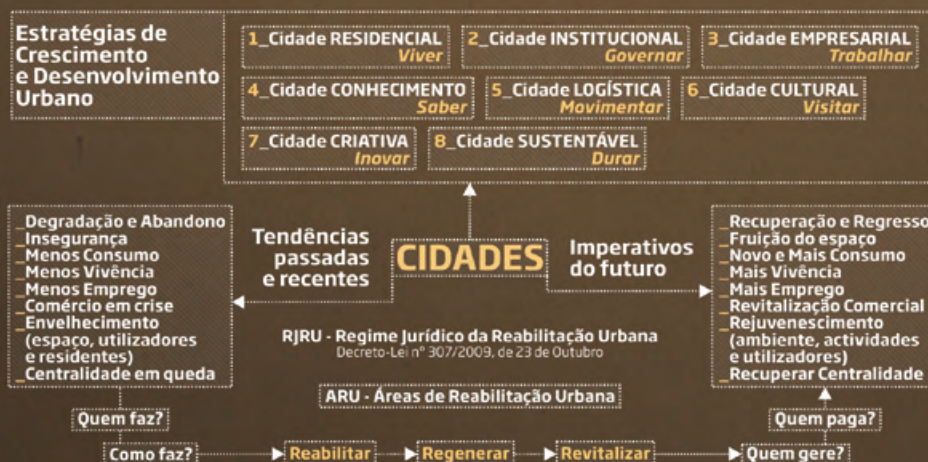 Estratégias de
Crescimento
e Desenvolvimento
Urbano
1_Cidade RESIDENCIAL
Viver
2_Cidade INSTITUCIONAL
Governar
3_Cidade EMPRESARIAL
Trabalhar
4_Cidade CONHECIMENTO
Saber
5_Cidade LOGÍSTICA
Movimentar
6_Cidade CULTURAL
Visitar
7_Cidade CRIATIVA
Inovar
8_Cidade SUSTENTÁVEL
Durar
_Degradação e Abandono
_Insegurança
_Menos Consumo
_Menos Vivência
_Menos Emprego
_Comércio em crise
_Envelhecimento
(espaço, utilizadores
e residentes)
_Centralidade em queda
Tendências
passadas
e recentes
CIDADES
Imperativos
do futuro
_Recuperação e Regresso
_Fruição do espaço
_Novo e Mais Consumo
_Mais Vivência
_Mais Emprego
_Revitalização Comercial
_Rejuvenescimento
(ambiente, actividades
e utilizadores)
_Recuperar Centralidade
RJRU - Regime Jurídico da Reabilitação Urbana
Decreto-Lei nº 307/2009, de 23 de Outubro
ARU - Áreas de Reabilitação Urbana
Quem faz?
Quem paga?
Como faz?
Reabilitar
Regenerar
Revitalizar
Quem gere?